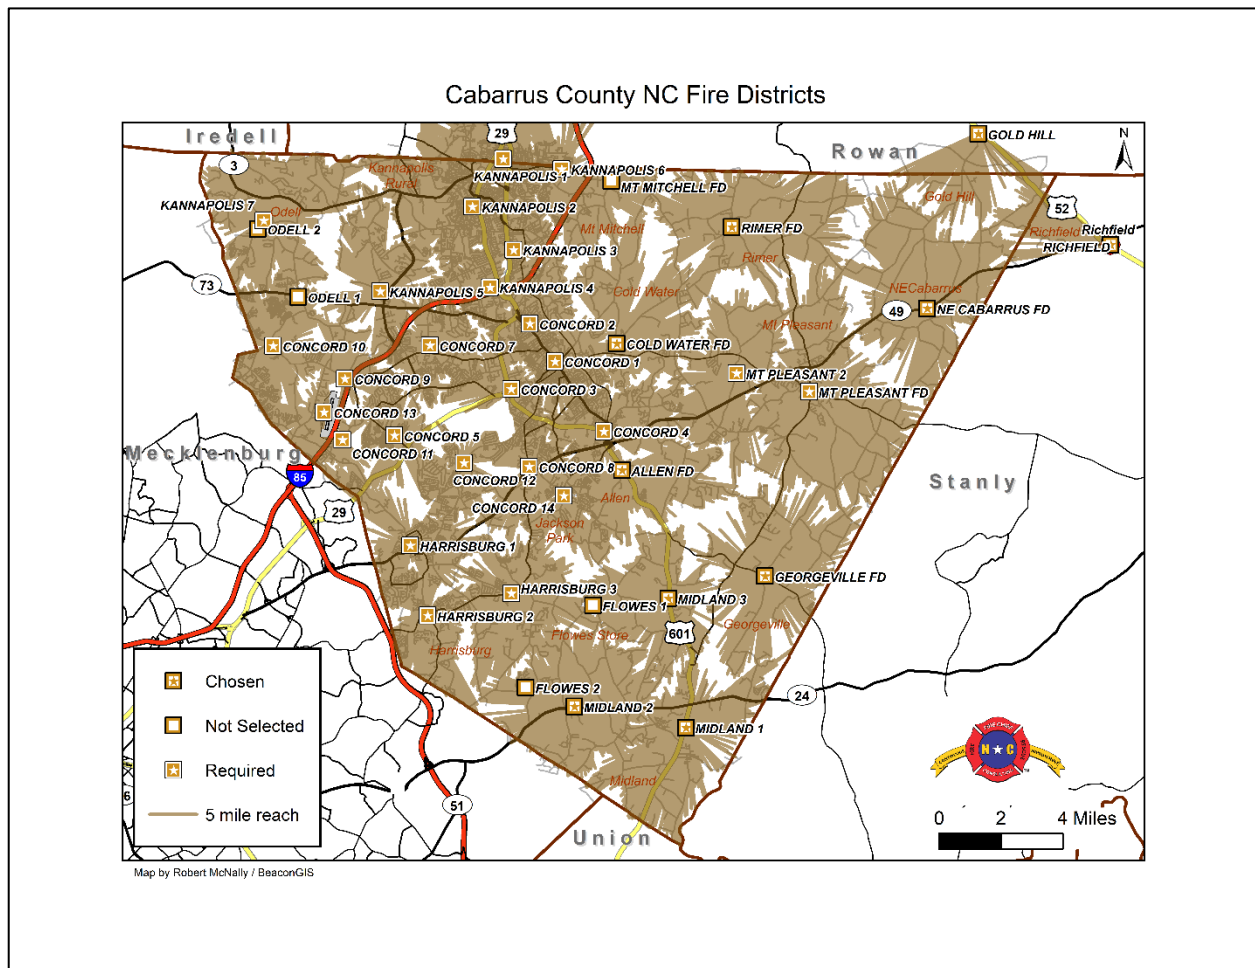 Cabarrus County NC Fire Districts
Iredell
29
GOLD HILL
N
3
Kannapolis
Rural
Rowan
KANNAPOLIS 1
KANNAPOLIS 6
MT MITCHELL FD
Gold Hill
KANNAPOLIS 7
Odell
ODELL 2
KANNAPOLIS 2
Mt Mitchell
RIMER FD
52
Richfield
Richfield
RICHFIELD
KANNAPOLIS 3
Rimer
73
ODELL 1
KANNAPOLIS 5
KANNAPOLIS 4
Cold Water
NECabarrus
49
NE CABARRUS FD
CONCORD 2
Mt Pleasant
CONCORD 10
CONCORD 7
COLD WATER FD
CONCORD 1
CONCORD 9
CONCORD 3
MT PLEASANT 2
MT PLEASANT FD
CONCORD 13
CONCORD 5
CONCORD 4
Mecklenburg
CONCORD 11
85
CONCORD 12
CONCORD 8
ALLEN FD
Stanly
29
CONCORD 14
Allen
Jackson
Park
HARRISBURG 1
GEORGEVILLE FD
HARRISBURG 3
MIDLAND 3
FLOWES 1
HARRISBURG 2
Flowes Store
601
Georgeville
Harrisburg
FLOWES 2
24
MIDLAND 2
MIDLAND 1
Chosen
Not Selected
Required
5 mile reach
Midland
N C
6
51
Union
0 2 4 Miles
Map by Robert McNally / BeaconGIS